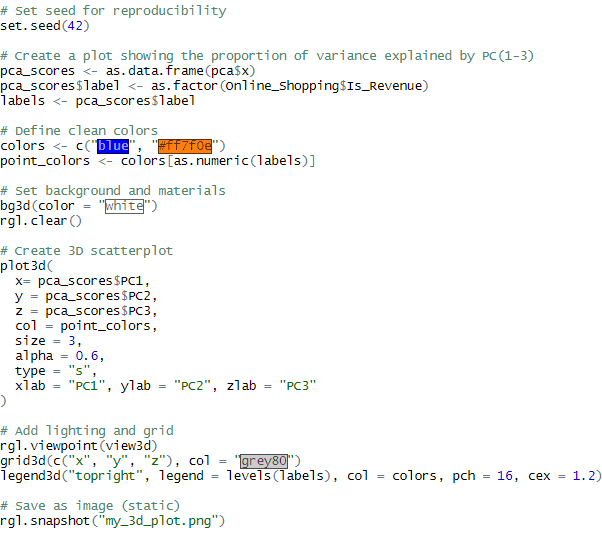 # Set seed for reproducibility
set.seed(42)
# Create a plot showing the proportion of variance explained by PC(1-3)
pca_scores <- as.data.frame(pca$x)
pca_scores$label <- as.factor(Online_Shopping$Is_Revenue)
labels <- pca_scores$label
# Define clean colors
colors <- c("blue", "#ff7f0e")
point_colors <- colors[as.numeric(labels)]
# Set background and materials
bg3d(color = "white")
rgl.clear()
# Create 3D scatterplot
plot3d(
  x= pca_scores$PC1,
  y = pca_scores$PC2,
  z = pca_scores$PC3,
  col = point_colors,
  size = 3,
  alpha = 0.6,
  type = "s",
  xlab = "PC1", ylab = "PC2", zlab = "PC3"
)
# Add lighting and grid
rgl.viewpoint(view3d)
grid3d(c("x", "y", "z"), col = "grey80")
legend3d("topright", legend = levels(labels), col = colors, pch = 16, cex = 1.2)
# Save as image (static)
rgl.snapshot("my_3d_plot.png")